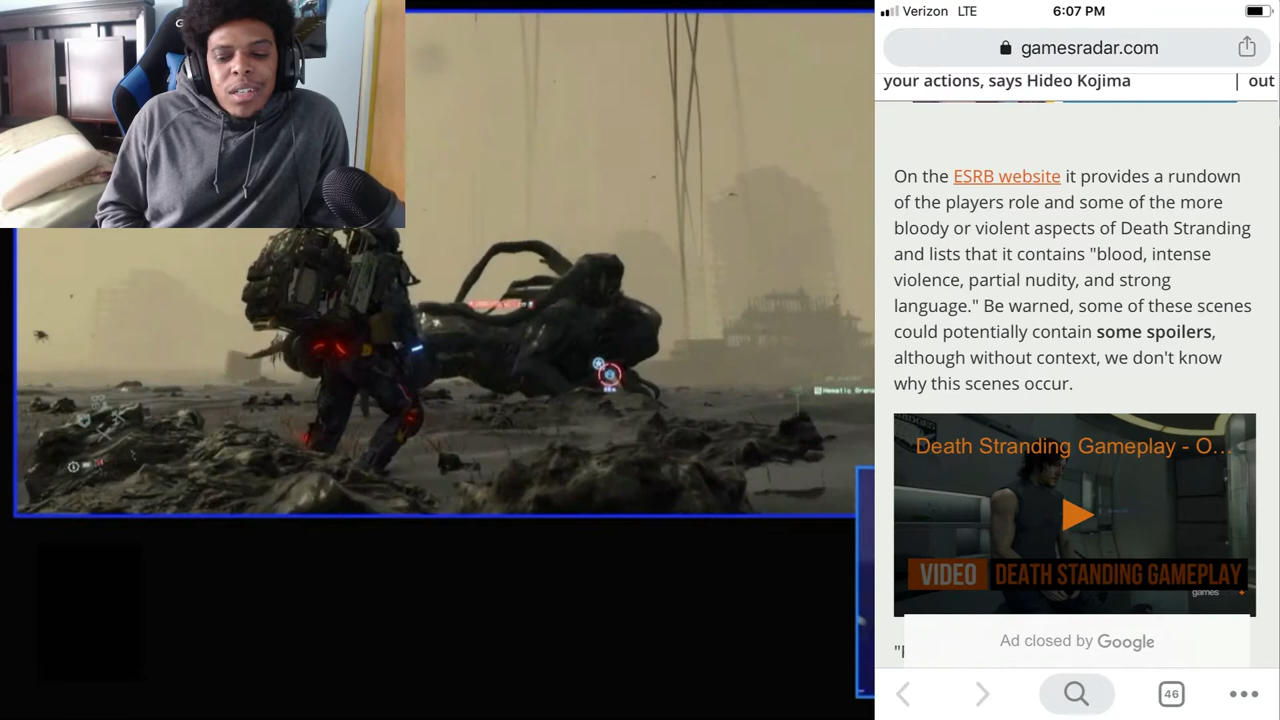 Verizon LTE 6:07 PM
gamesradar.com
your actions, says Hideo Kojima | out
On the ESRB website it provides a rundown
of the players role and some of the more
bloody or violent aspects of Death Stranding
and lists that it contains "blood, intense
violence, partial nudity, and strong
language." Be warned, some of these scenes
could potentially contain some spoilers,
although without context, we don't know
why this scenes occur.
Death Stranding Gameplay - O...
VIDEO DEATH STANDING GAMEPLAY
games
Ad closed by Google
46